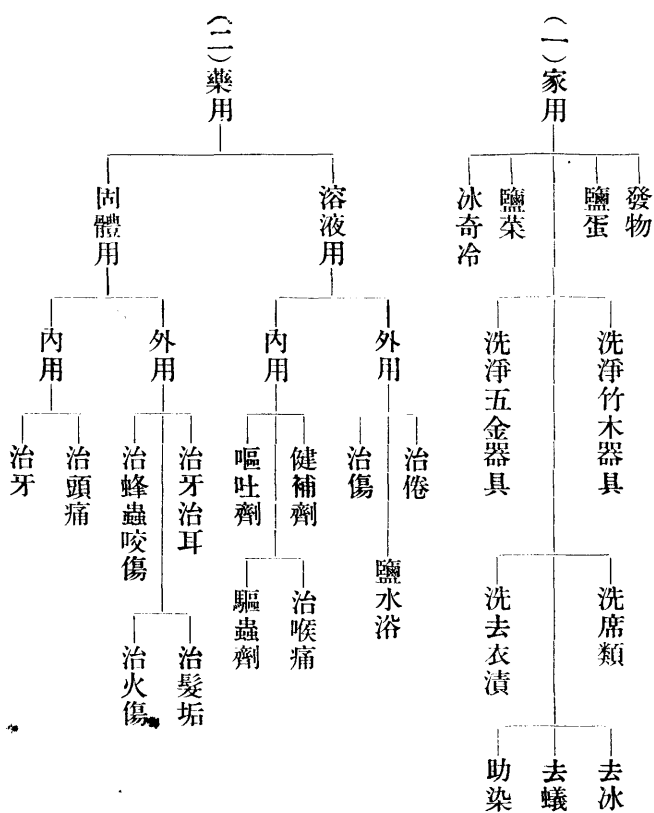 （一）家用
發物
鹽蛋
鹽菜
冰奇冷
洗淨竹木器具
洗淨五金器具
洗席類
洗去衣漬
去冰
去蟻
助染
（二）藥用
溶液用
外用
治倦
治傷
鹽水浴
內用
健補劑
嘔吐劑
治喉痛
驅蟲劑
固體用
外用
治牙治耳
治蜂蟲咬傷
治髮垢
治火傷
內用
治頭痛
治牙